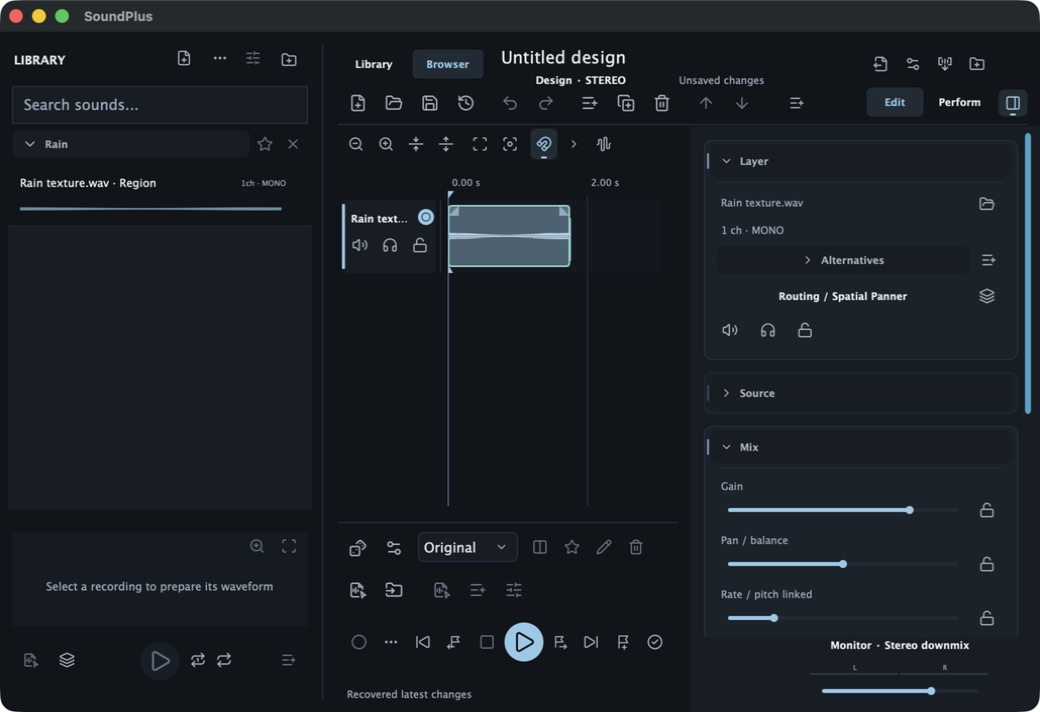 SoundPlus
LIBRARY
Search sounds...
Rain
Rain texture.wav · Region
1ch · MONO
Select a recording to prepare its waveform
Library
Browser
Untitled design
Design · STEREO
Unsaved changes
Edit
Perform
0.00 s
2.00 s
Rain text...
Original
Recovered latest changes
Layer
Rain texture.wav
1 ch · MONO
Alternatives
Routing / Spatial Panner
Source
Mix
Gain
Pan / balance
Rate / pitch linked
Monitor · Stereo downmix
L
R